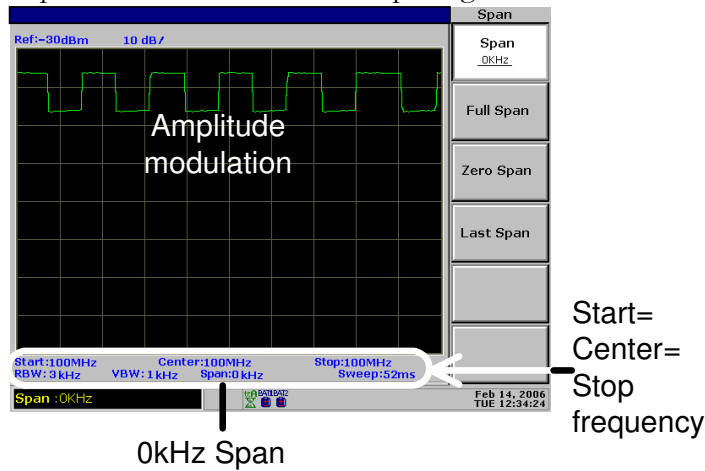 Span
Ref:-30dBm 10 dB/
Span
0KHz
Full Span
Amplitude
modulation
Zero Span
Last Span
Start:100MHz Center:100MHz Stop:100MHz
RBW:3kHz VBW:1kHz Span:0kHz Sweep:52ms
Start=
Center=
Stop
frequency
Span :0KHz
BAT1 BAT2
Feb 14, 2006
TUE 12:34:24
0kHz Span